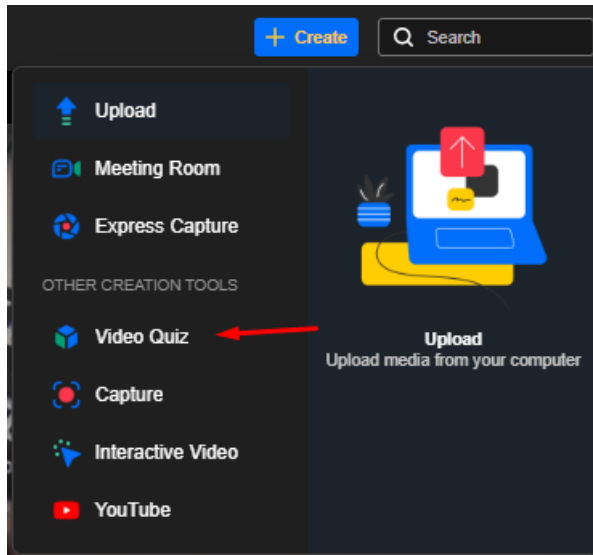 + Create
Search
Upload
Meeting Room
Express Capture
OTHER CREATION TOOLS
Video Quiz
Capture
Interactive Video
YouTube
Upload
Upload media from your computer